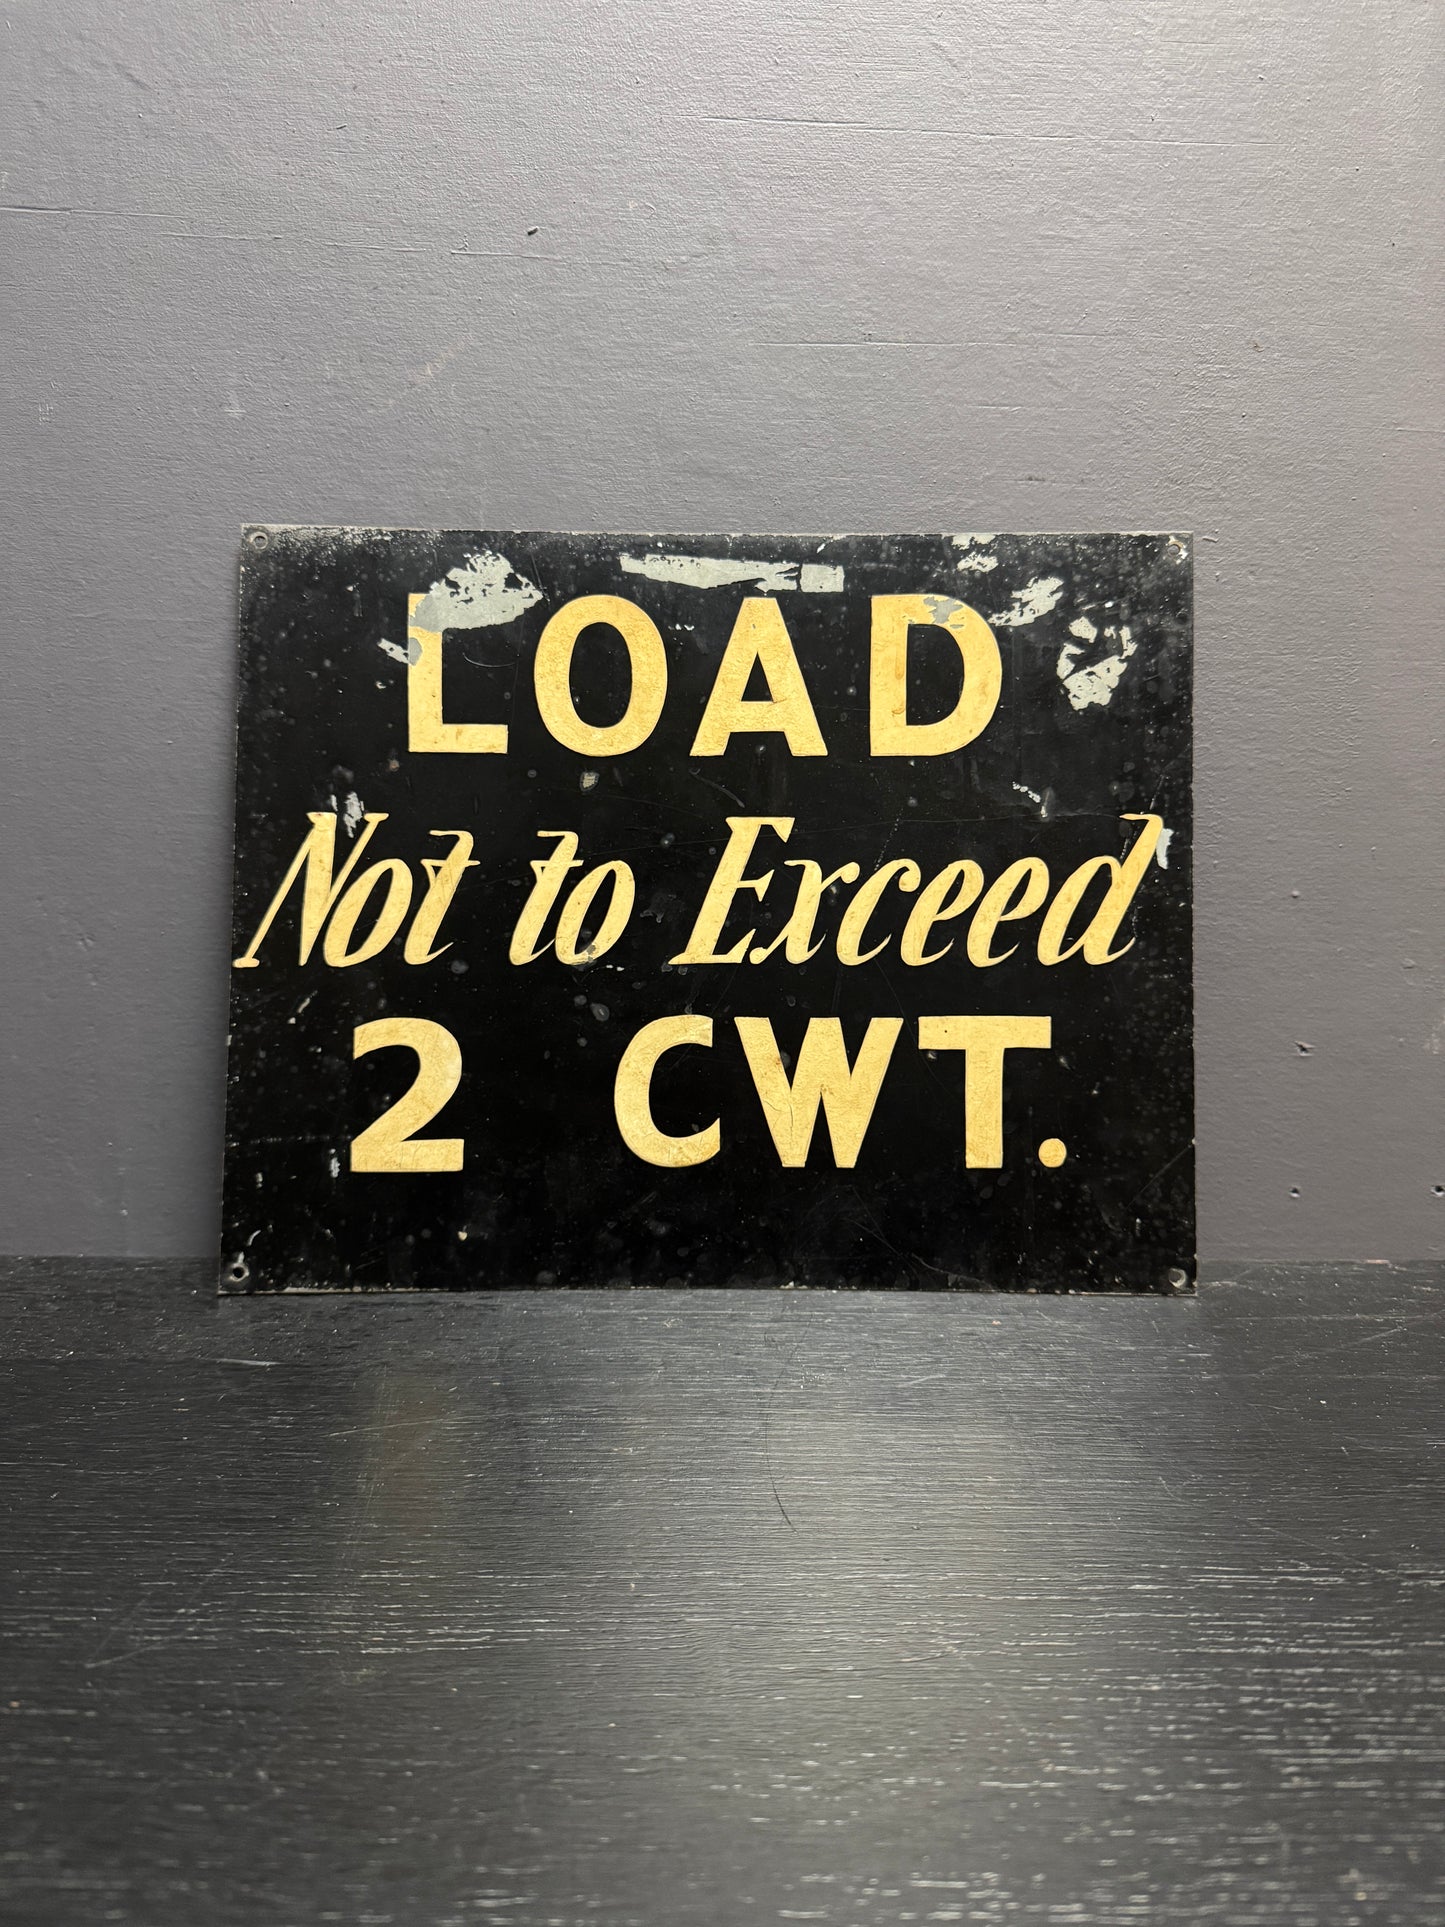 LOAD
Not to Exceed
2 CWT.